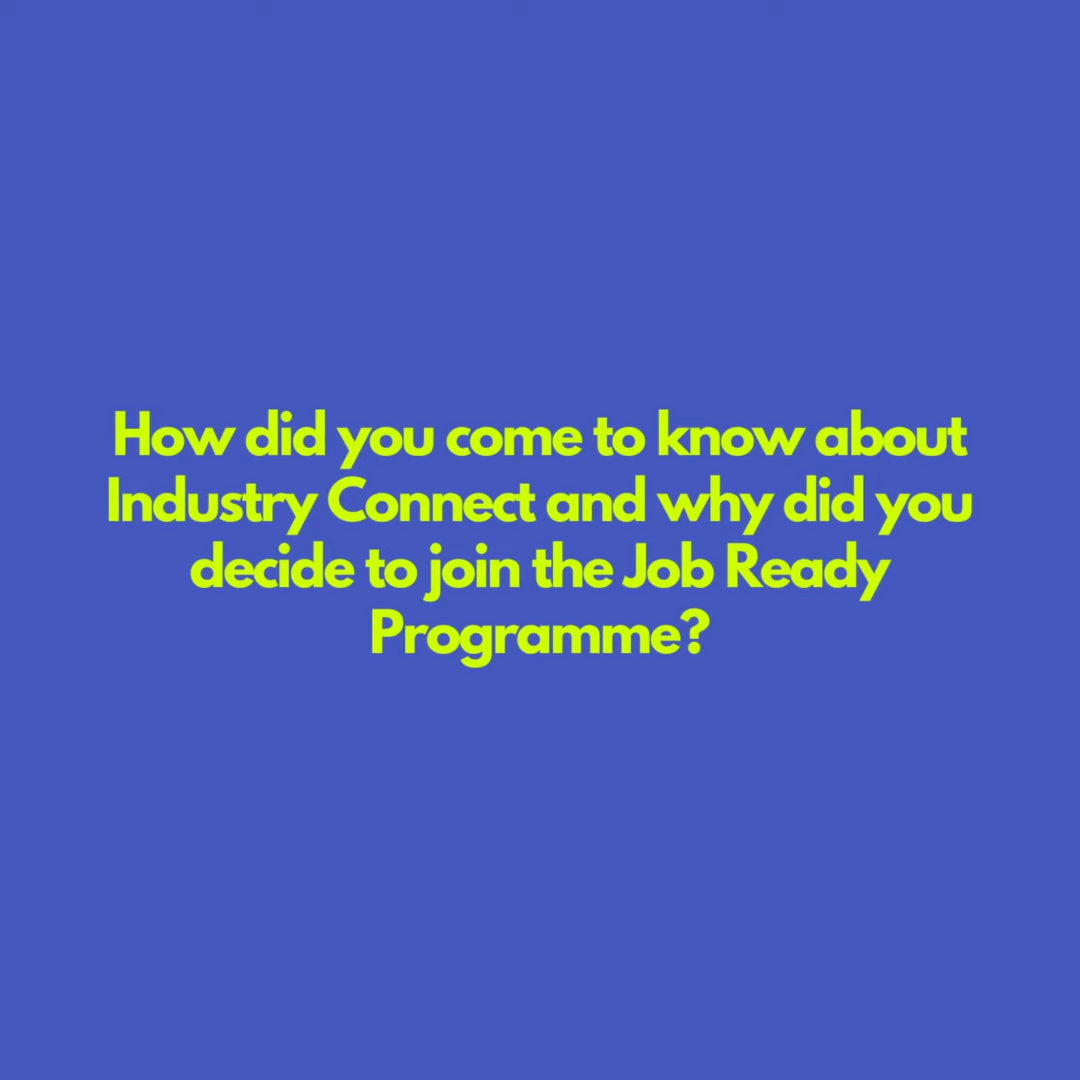 How did you come to know about
Industry Connect and why did you
decide to join the Job Ready
Programme?